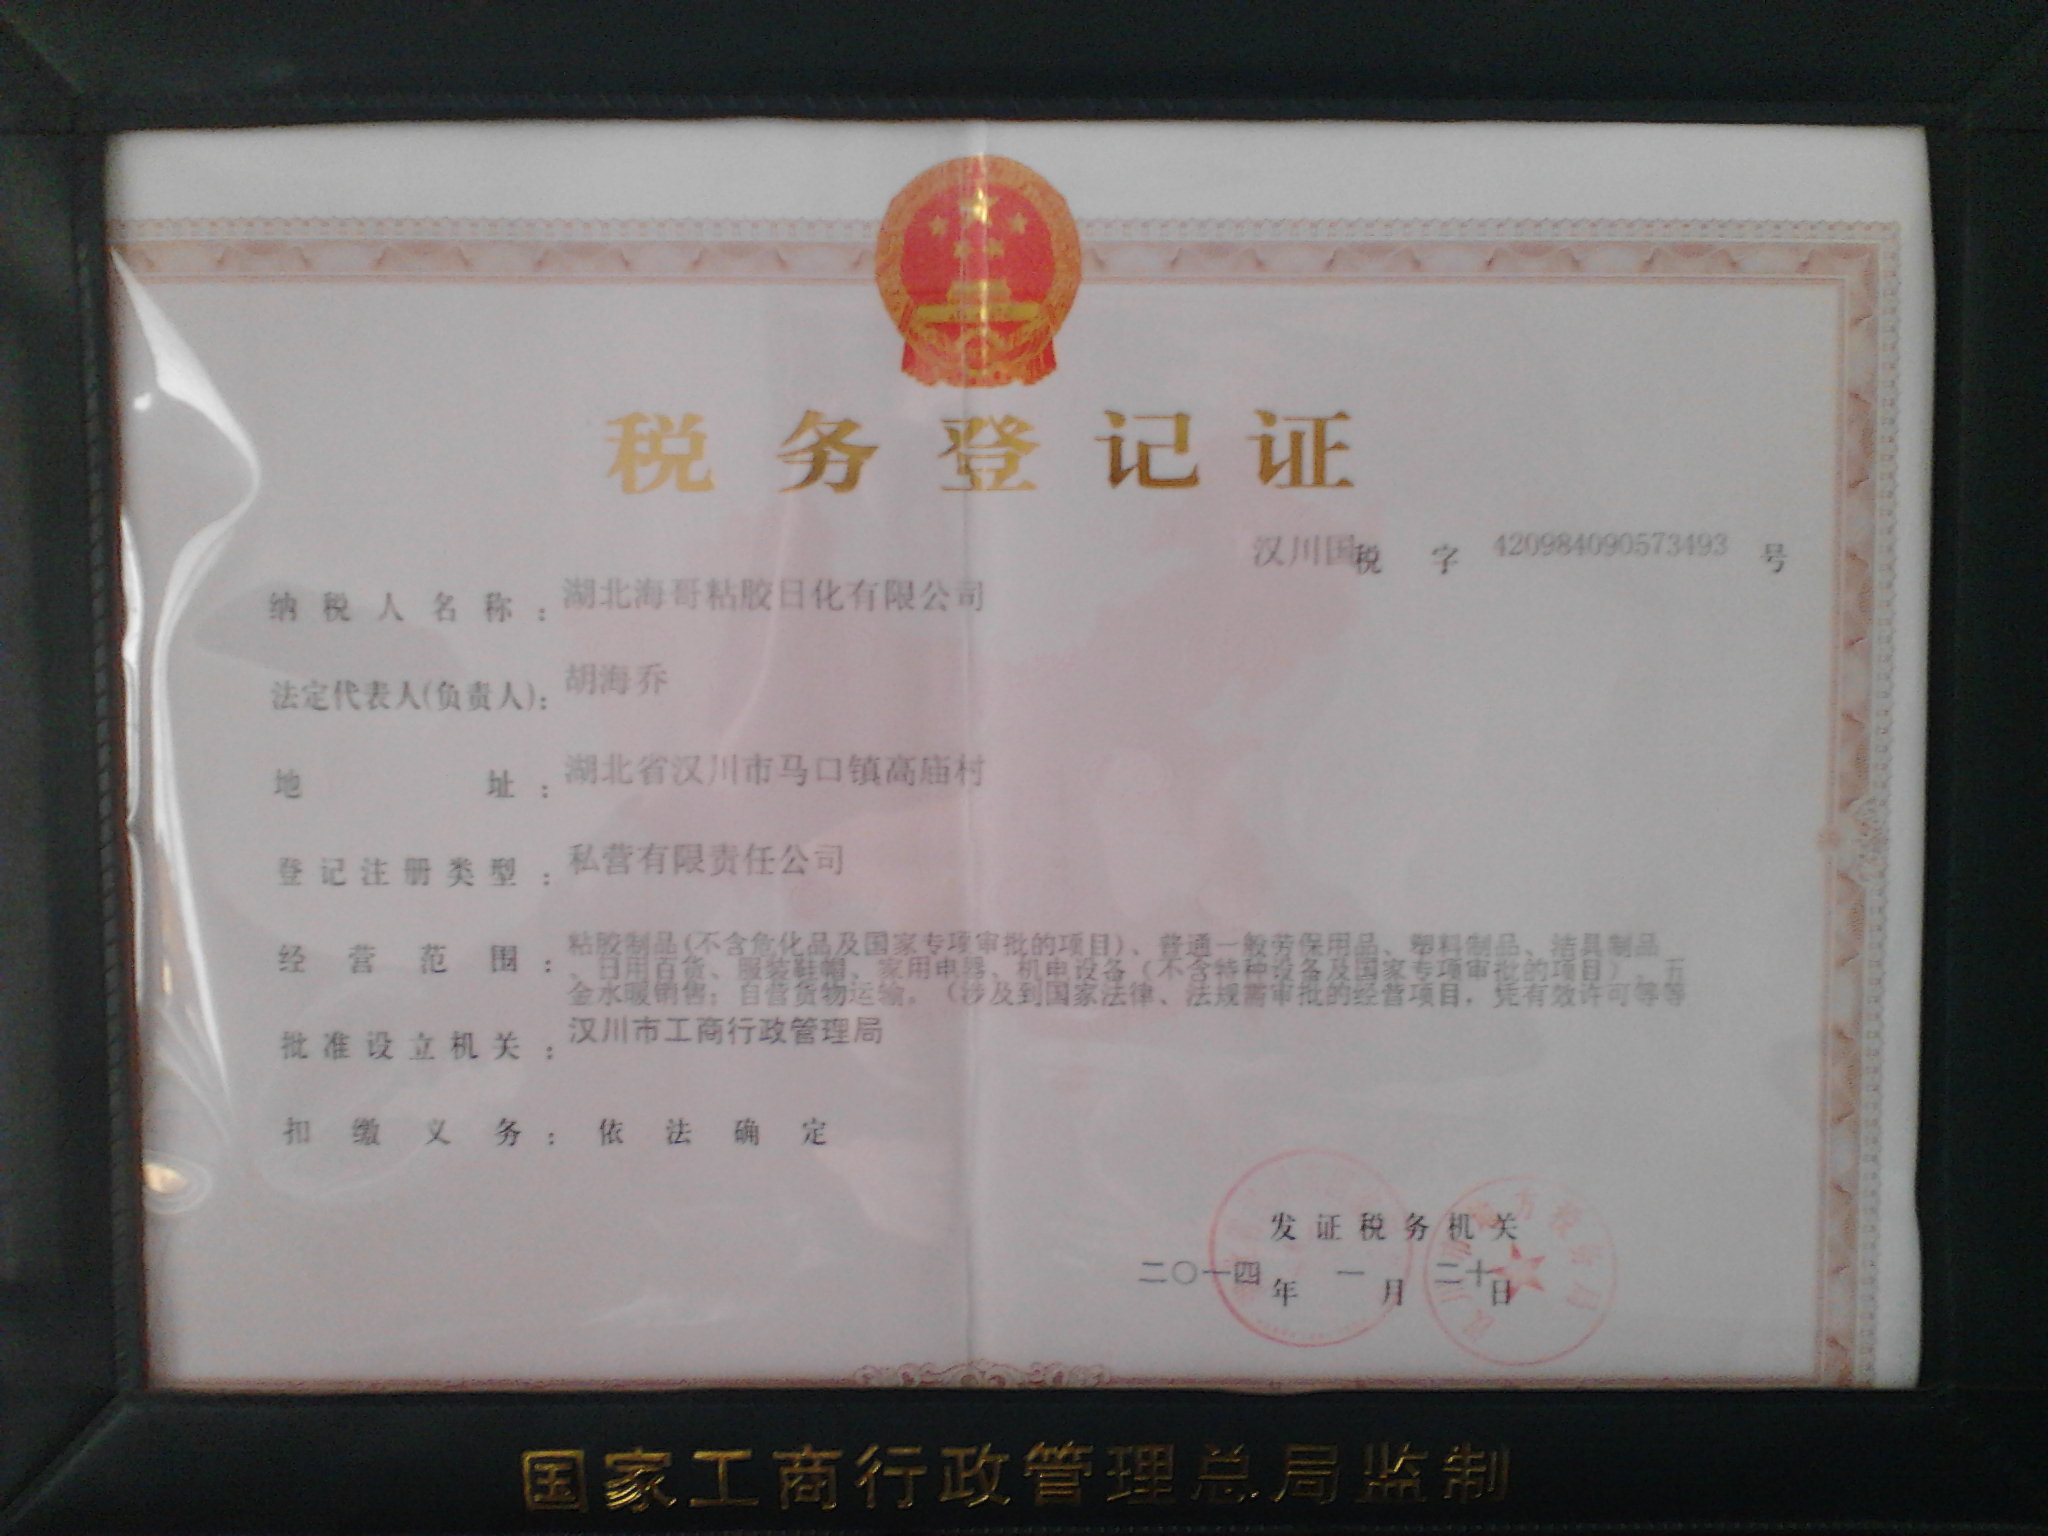 税务登记证
汉川国税 字 420984090573493 号
纳税人名称：湖北海哥粘胶日化有限公司
法定代表人(负责人)：胡海乔
地址：湖北省汉川市马口镇高庙村
登记注册类型：私营有限责任公司
经营范围：粘胶制品(不含危化品及国家专项审批的项目)、普通一般劳保用品、塑料制品、洁具制品
、日用百货、服装鞋帽、家用电器、机电设备（不含特种设备及国家专项审批的项目）、五
金水暖销售；自营货物运输。（涉及到国家法律、法规需审批的经营项目，凭有效许可等等
批准设立机关：汉川市工商行政管理局
扣缴义务：依法确定
发证税务机关
二〇一四年 一月 二十日
国家工商行政管理总局监制